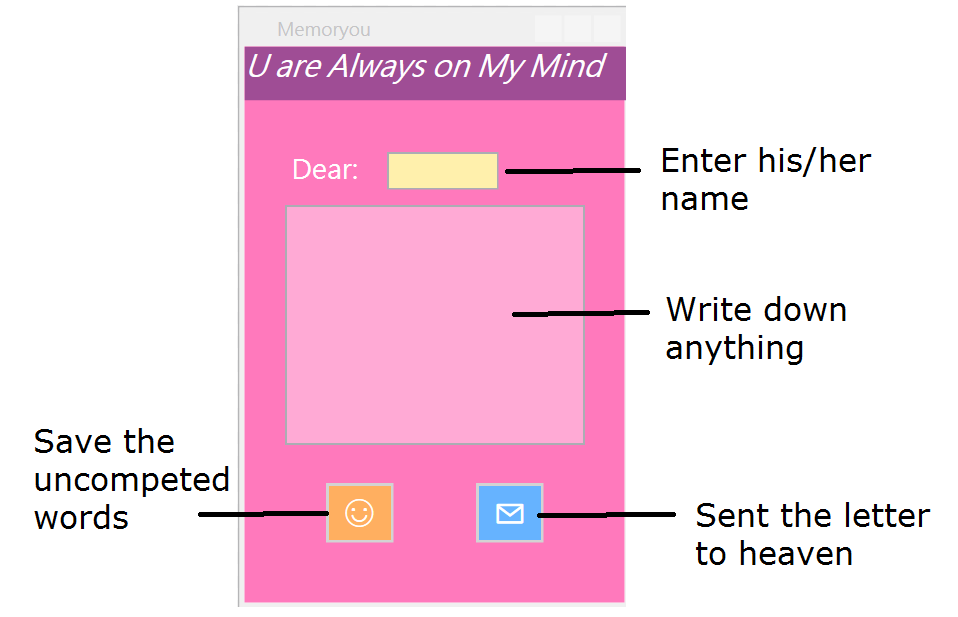 Memoryou
U are Always on My Mind
Dear:
Enter his/her
name
Write down
anything
Save the
uncompeted
words
Sent the letter
to heaven